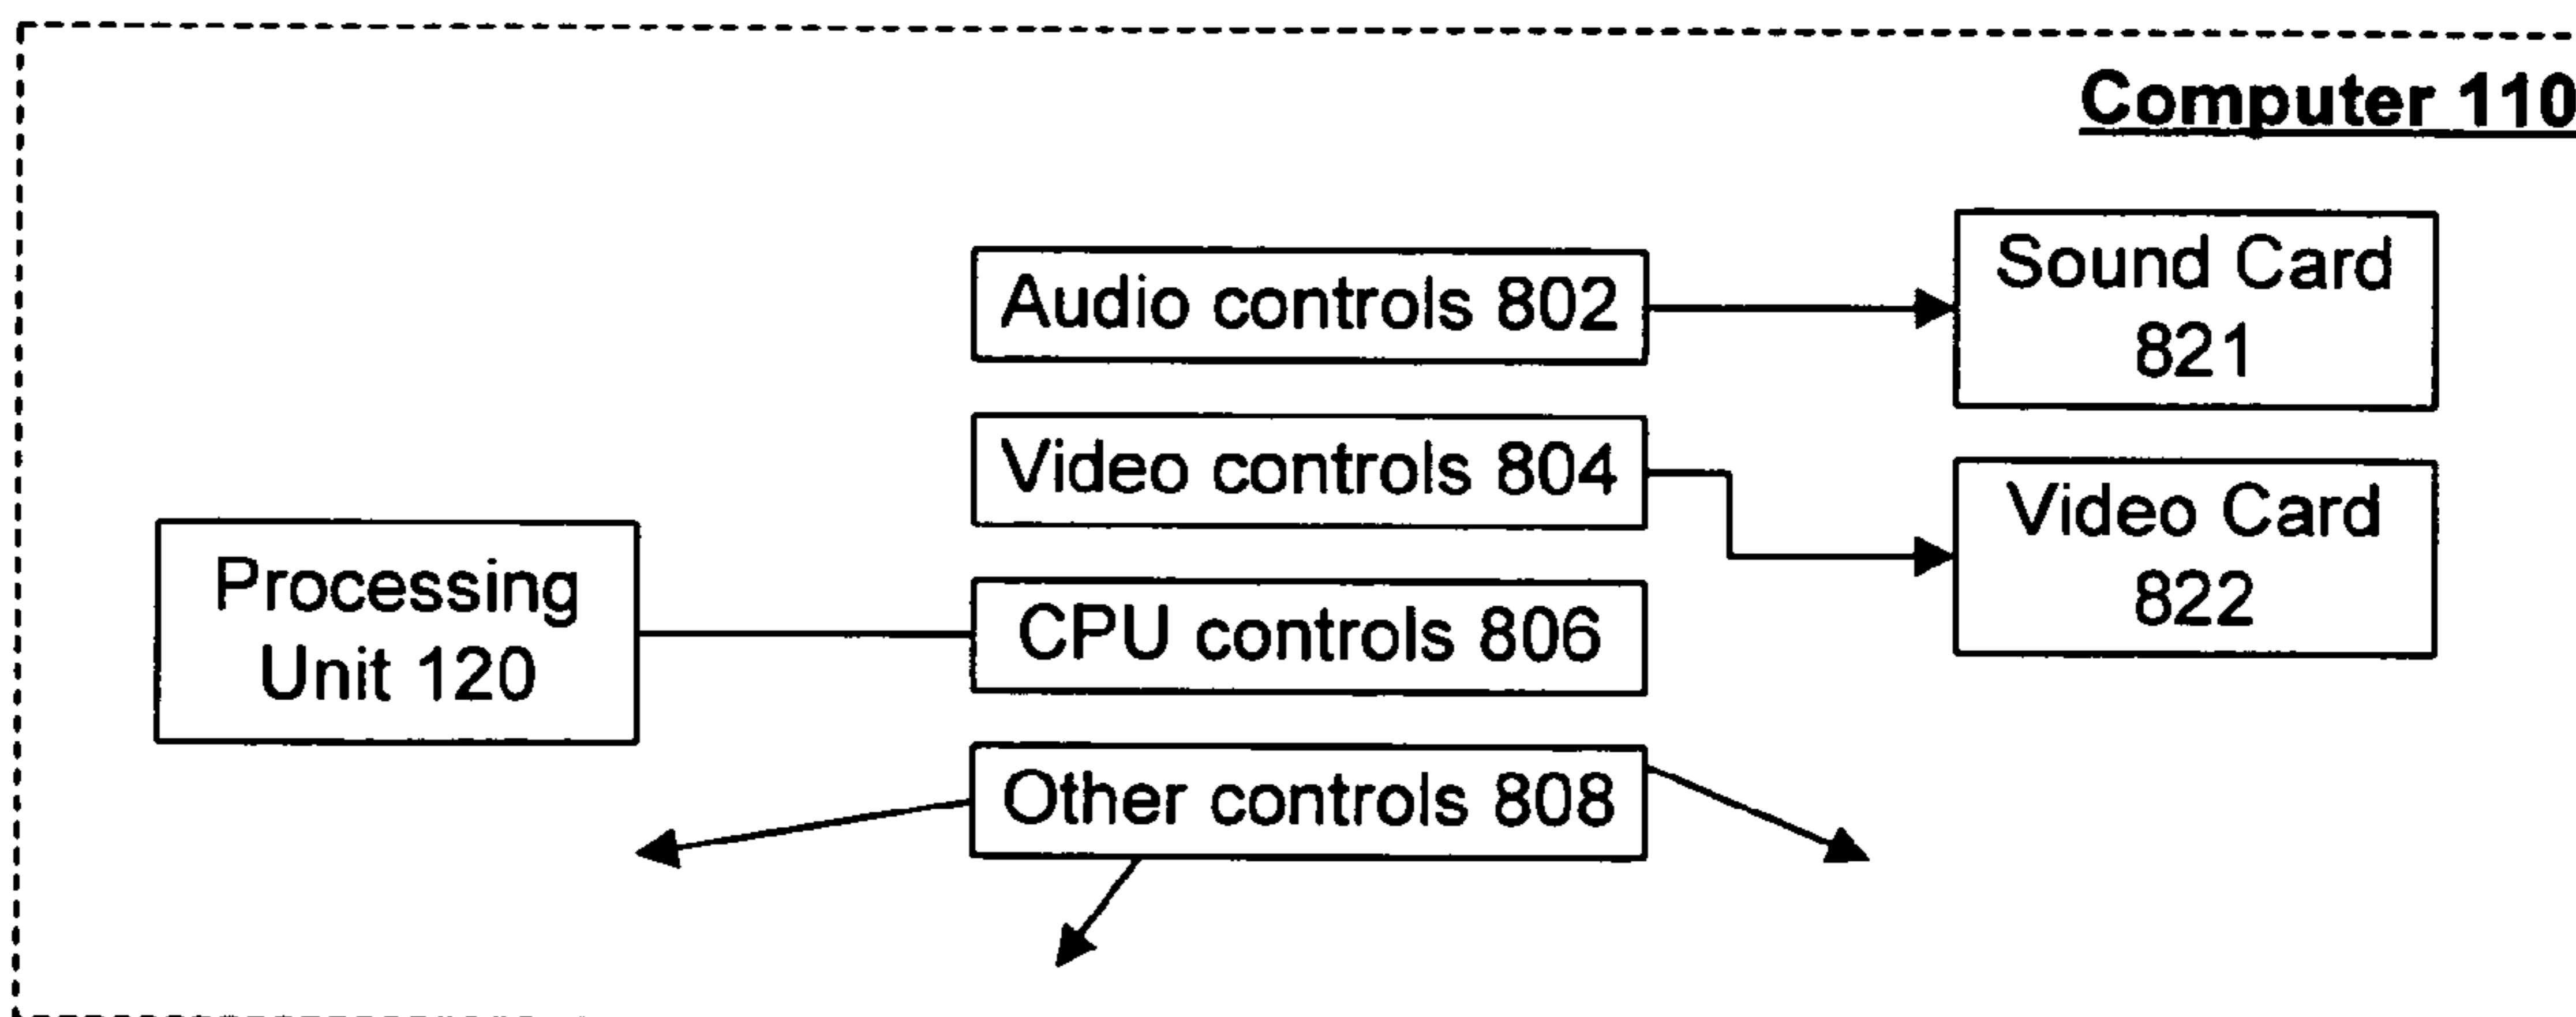 Computer 110
Audio controls 802
Sound Card
821
Video controls 804
Video Card
822
Processing
Unit 120
CPU controls 806
Other controls 808